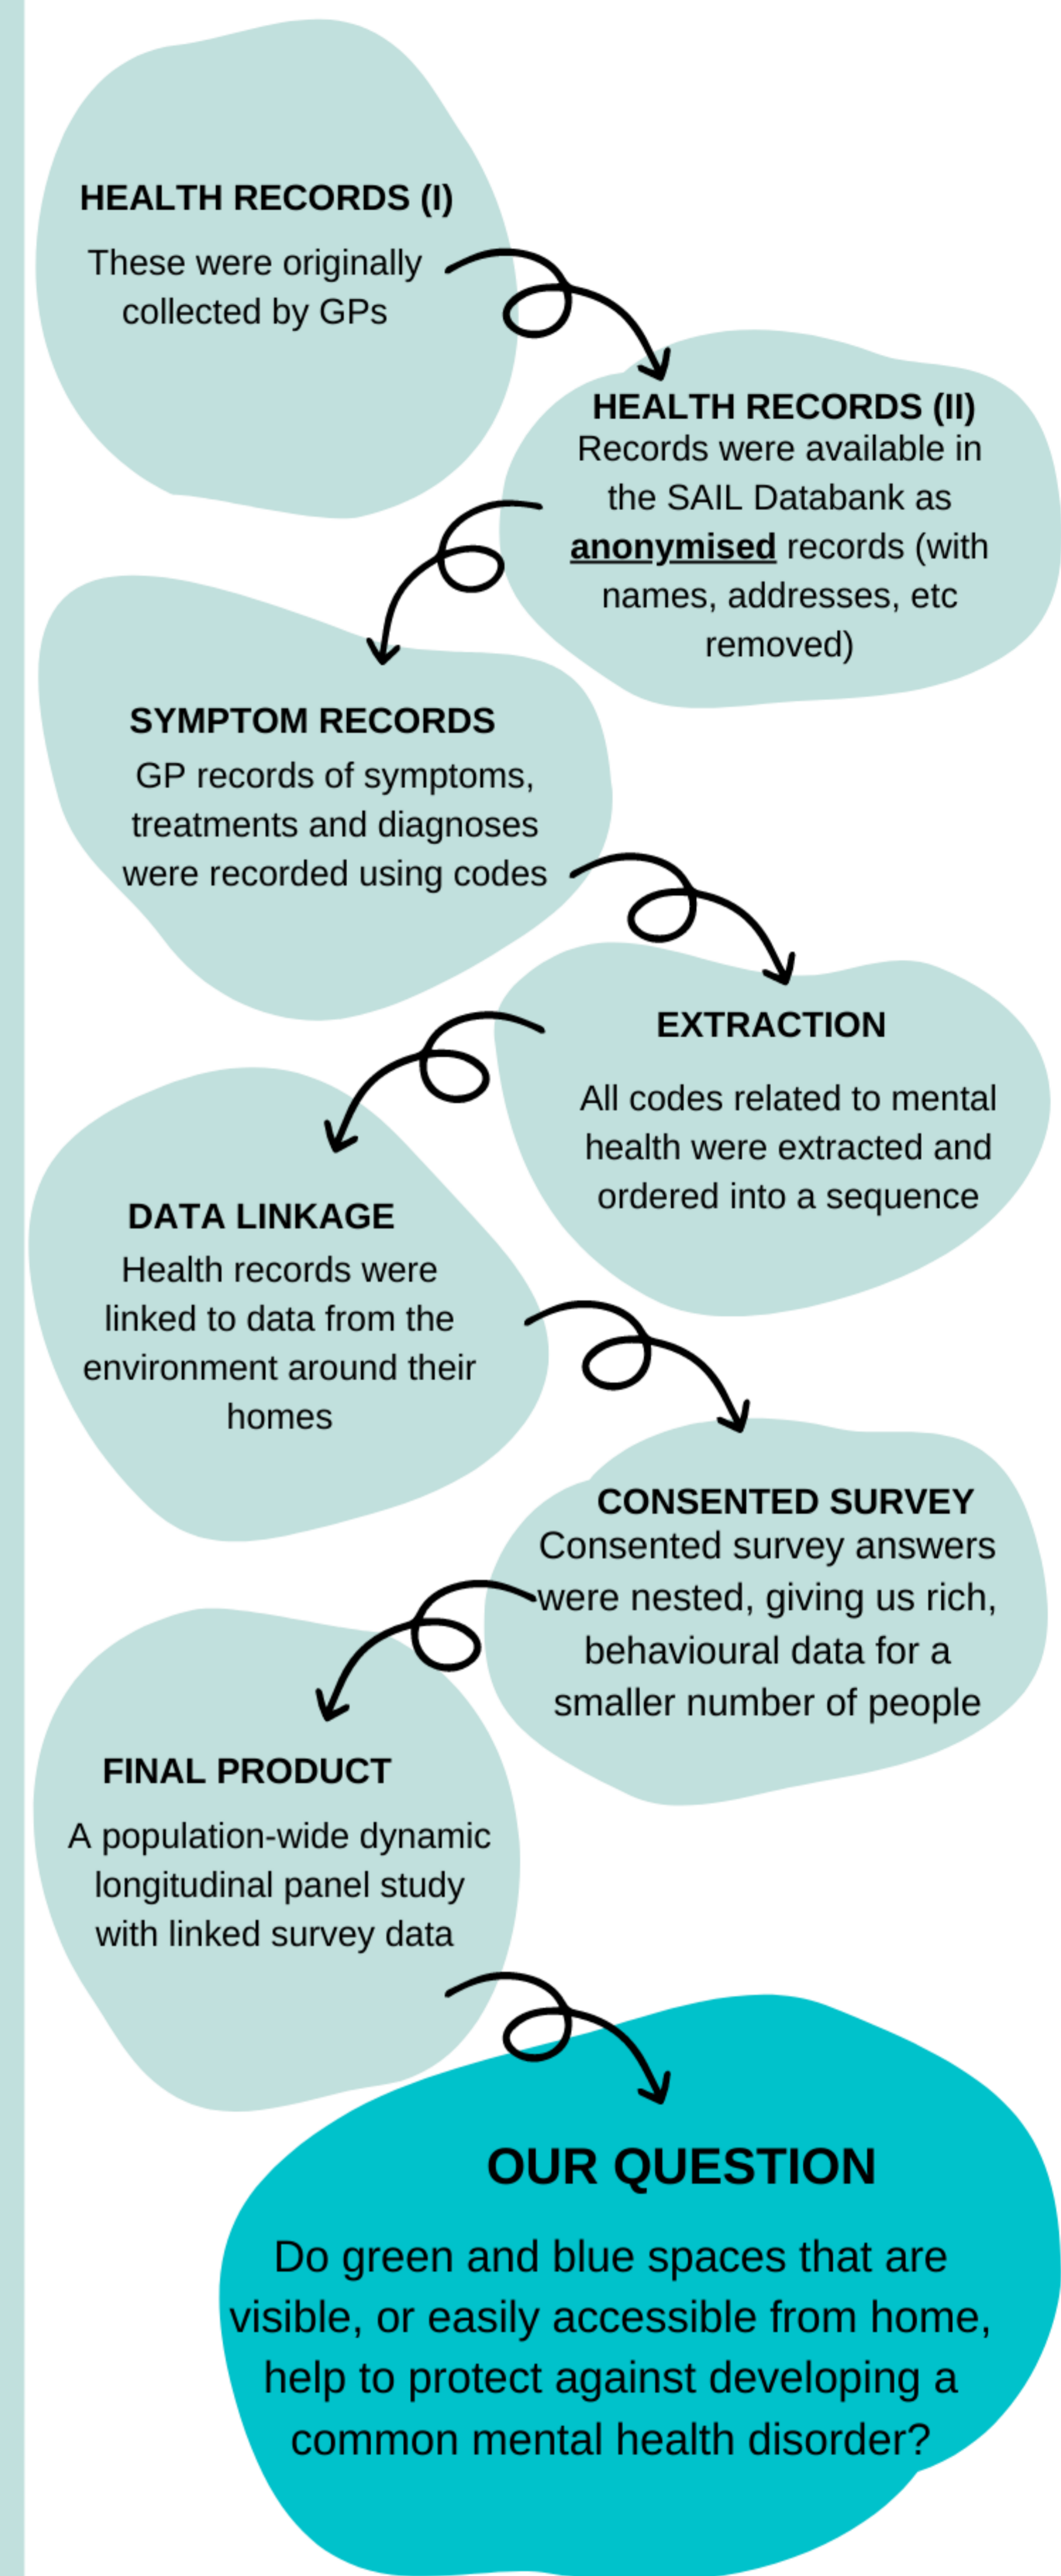 HEALTH RECORDS (I)
These were originally
collected by GPs
HEALTH RECORDS (II)
Records were available in
the SAIL Databank as
anonymised records (with
names, addresses, etc
removed)
SYMPTOM RECORDS
GP records of symptoms,
treatments and diagnoses
were recorded using codes
EXTRACTION
All codes related to mental
health were extracted and
ordered into a sequence
DATA LINKAGE
Health records were
linked to data from the
environment around their
homes
CONSENTED SURVEY
Consented survey answers
were nested, giving us rich,
behavioural data for a
smaller number of people
FINAL PRODUCT
A population-wide dynamic
longitudinal panel study
with linked survey data
OUR QUESTION
Do green and blue spaces that are
visible, or easily accessible from home,
help to protect against developing a
common mental health disorder?